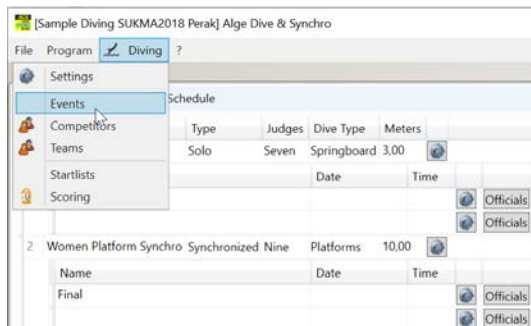 [Sample Diving SUKMA2018 Perak] Alge Dive & Synchro
File Program Diving ?
Settings
Events Schedule
Competitors Type Judges Dive Type Meters
Teams Solo Seven Springboard 3,00
Date Time
Startlists
Scoring Officials
Officials
2 Women Platform Synchro Synchronized Nine Platforms 10,00
Name Date Time
Final Officials
Officials